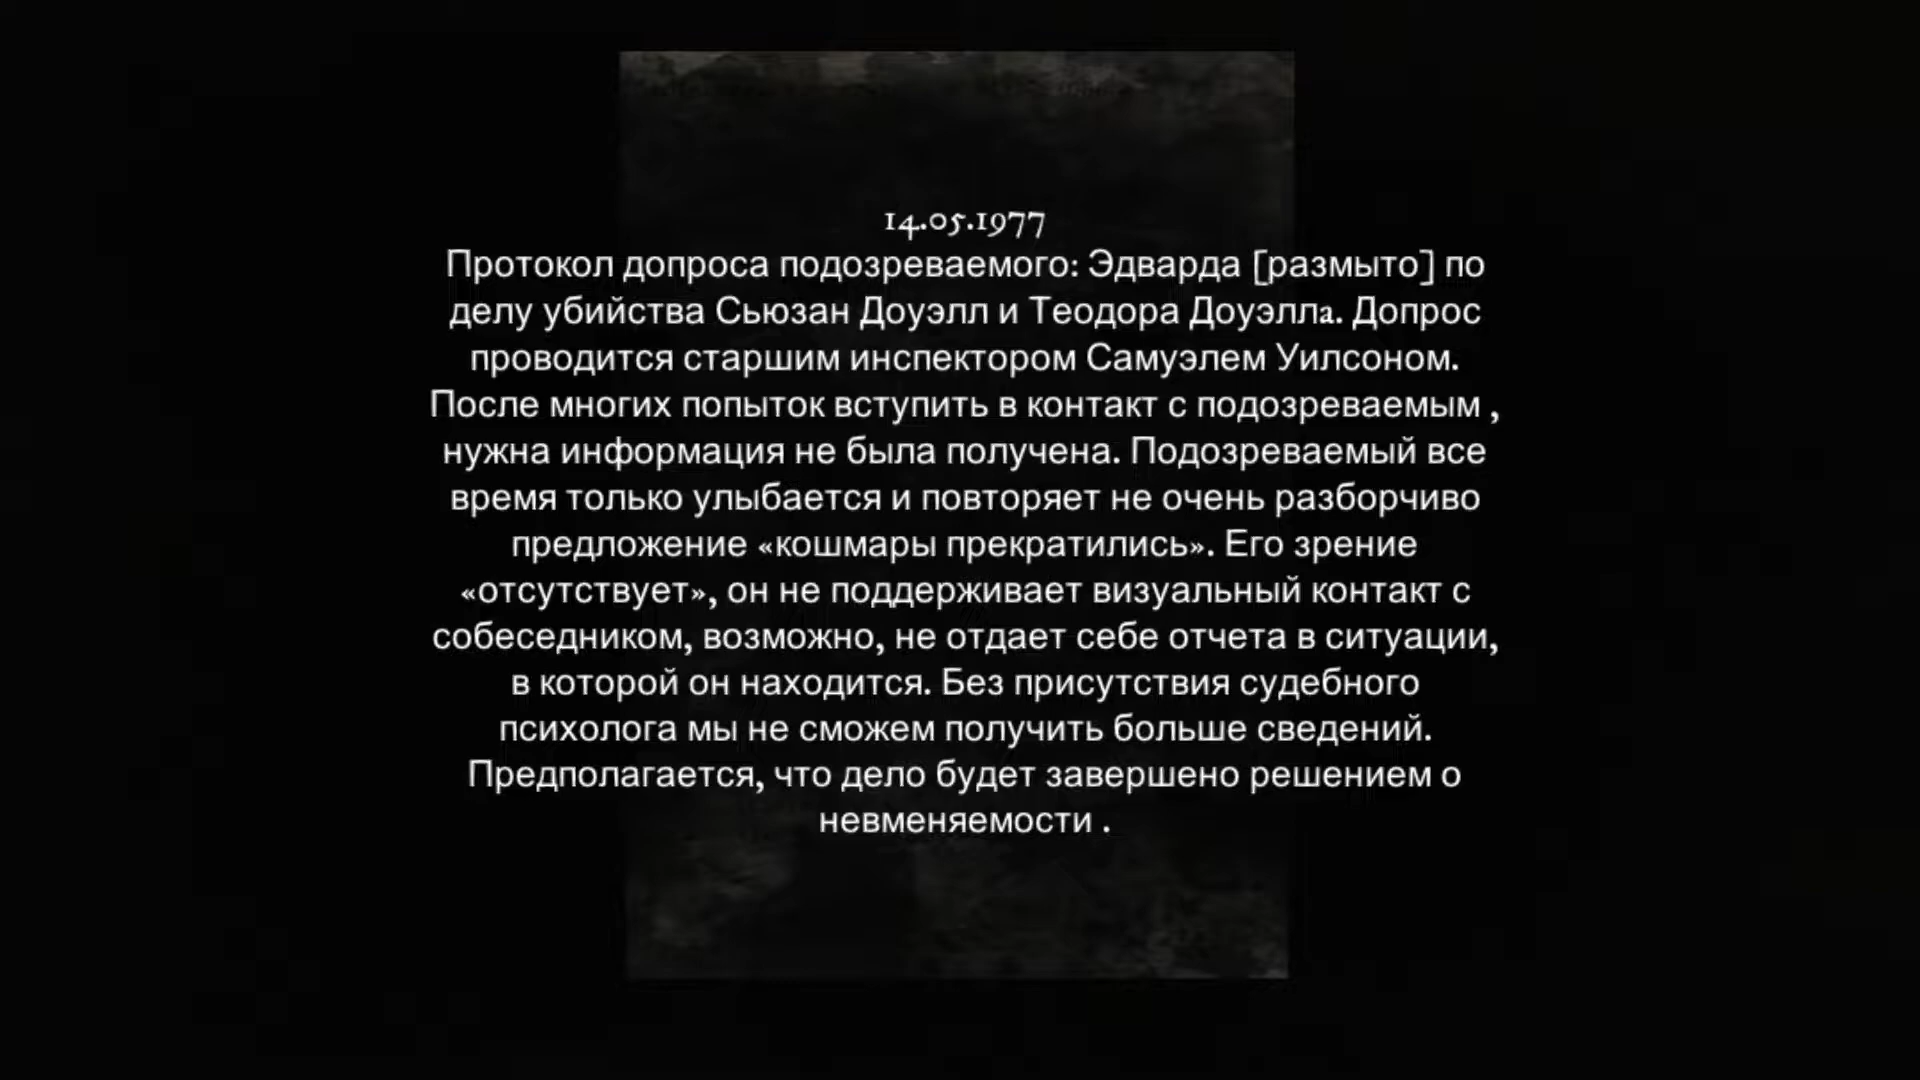 14.05.1977
Протокол допроса подозреваемого: Эдварда [размыто] по
делу убийства Сьюзан Доуэлл и Теодора Доуэлла. Допрос
проводится старшим инспектором Самуэлем Уилсоном.
После многих попыток вступить в контакт с подозреваемым ,
нужна информация не была получена. Подозреваемый все
время только улыбается и повторяет не очень разборчиво
предложение «кошмары прекратились». Его зрение
«отсутствует», он не поддерживает визуальный контакт с
собеседником, возможно, не отдает себе отчета в ситуации,
в которой он находится. Без присутствия судебного
психолога мы не сможем получить больше сведений.
Предполагается, что дело будет завершено решением о
невменяемости .